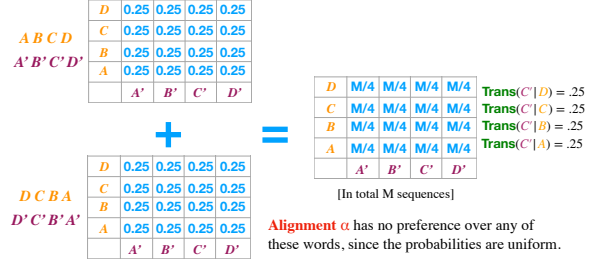 A B C D
A' B' C' D'
D 0.25 0.25 0.25 0.25
C 0.25 0.25 0.25 0.25
B 0.25 0.25 0.25 0.25
A 0.25 0.25 0.25 0.25
A' B' C' D'
+
=
D M/4 M/4 M/4 M/4
C M/4 M/4 M/4 M/4
B M/4 M/4 M/4 M/4
A M/4 M/4 M/4 M/4
A' B' C' D'
[In total M sequences]
Trans(C'|D) = .25
Trans(C'|C) = .25
Trans(C'|B) = .25
Trans(C'|A) = .25
D C B A
D' C' B' A'
D 0.25 0.25 0.25 0.25
C 0.25 0.25 0.25 0.25
B 0.25 0.25 0.25 0.25
A 0.25 0.25 0.25 0.25
A' B' C' D'
Alignment α has no preference over any of
these words, since the probabilities are uniform.